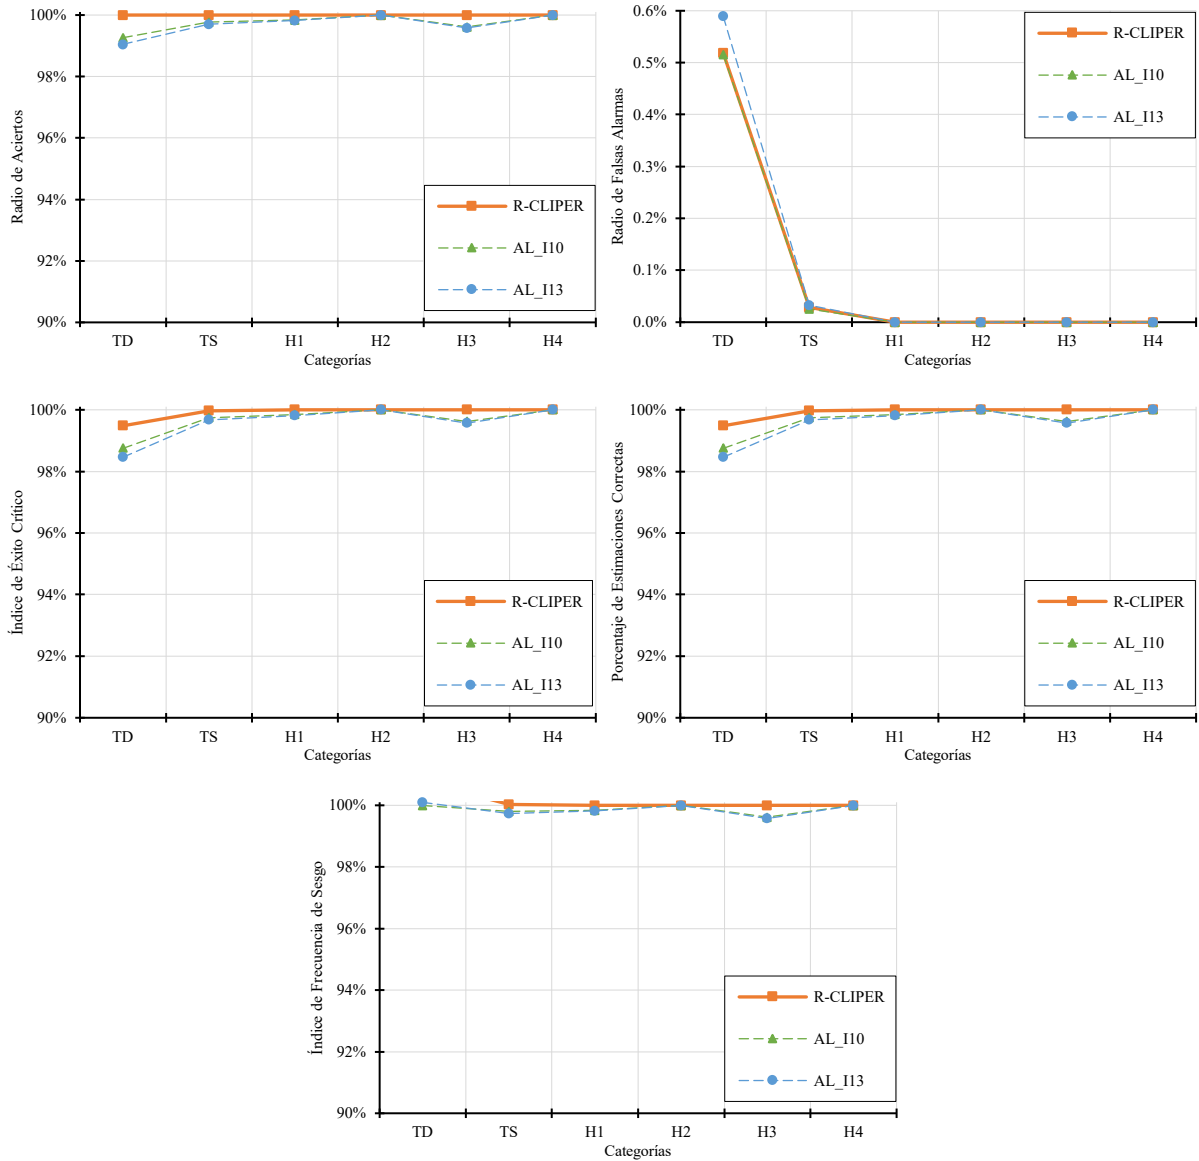 100%
98%
96%
94%
92%
90%
Radio de Aciertos
TD
TS
H1
H2
H3
H4
Categorías
R-CLIPER
AL_I10
AL_I13
0.6%
0.5%
0.4%
0.3%
0.2%
0.1%
0.0%
Radio de Falsas Alarmas
TD
TS
H1
H2
H3
H4
Categorías
R-CLIPER
AL_I10
AL_I13
100%
98%
96%
94%
92%
90%
Índice de Éxito Crítico
TD
TS
H1
H2
H3
H4
Categorías
R-CLIPER
AL_I10
AL_I13
100%
98%
96%
94%
92%
90%
Porcentaje de Estimaciones Correctas
TD
TS
H1
H2
H3
H4
Categorías
R-CLIPER
AL_I10
AL_I13
100%
98%
96%
94%
92%
90%
Índice de Frecuencia de Sesgo
TD
TS
H1
H2
H3
H4
Categorías
R-CLIPER
AL_I10
AL_I13